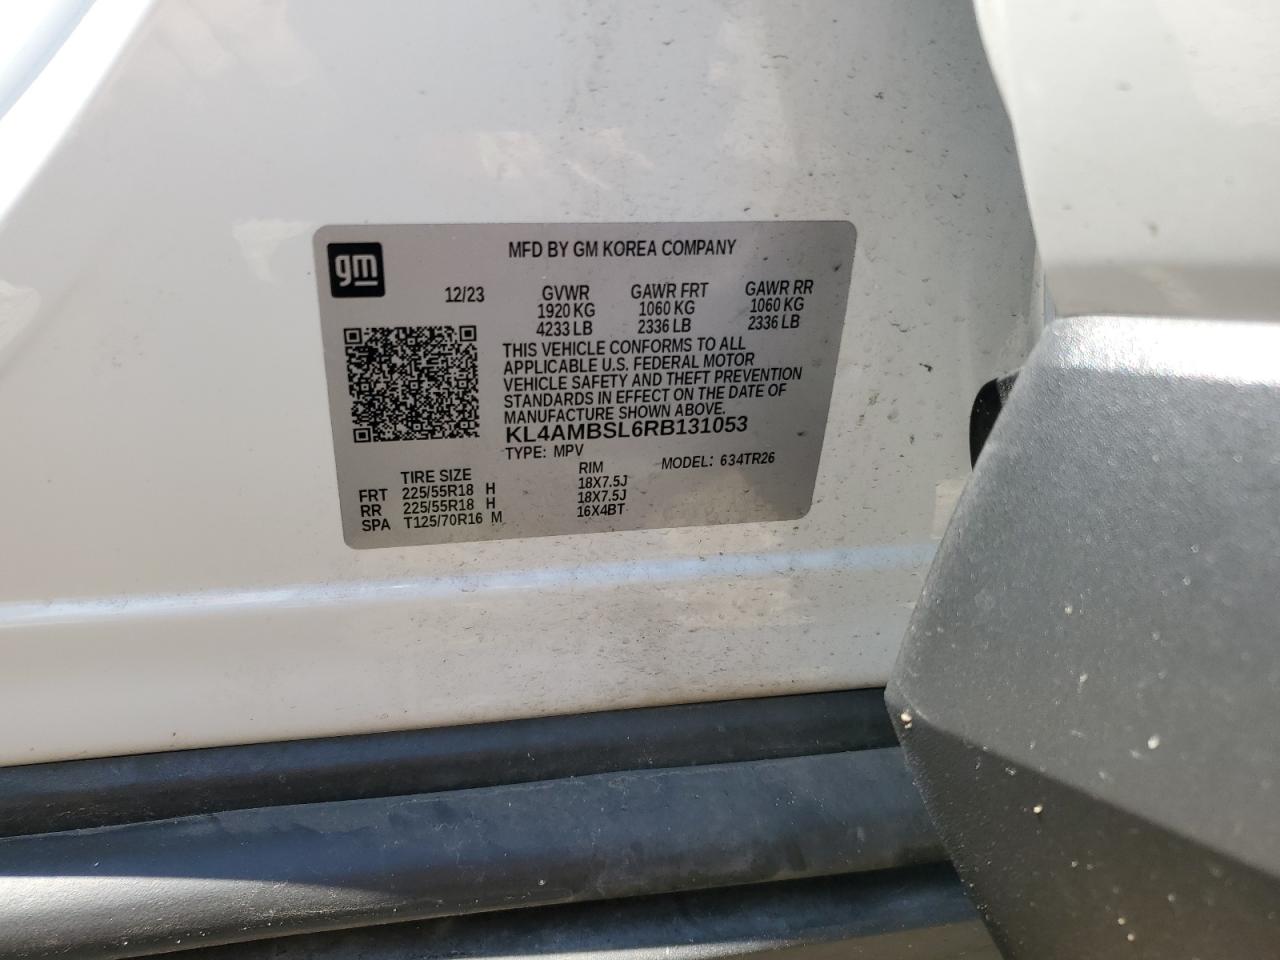 gm
MFD BY GM KOREA COMPANY
12/23 GVWR GAWR FRT GAWR RR
1920 KG 1060 KG 1060 KG
4233 LB 2336 LB 2336 LB
THIS VEHICLE CONFORMS TO ALL
APPLICABLE U.S. FEDERAL MOTOR
VEHICLE SAFETY AND THEFT PREVENTION
STANDARDS IN EFFECT ON THE DATE OF
MANUFACTURE SHOWN ABOVE.
KL4AMBSL6RB131053
TYPE: MPV MODEL: 634TR26
TIRE SIZE RIM
FRT 225/55R18 H 18X7.5J
RR 225/55R18 H 18X7.5J
SPA T125/70R16 M 16X4BT